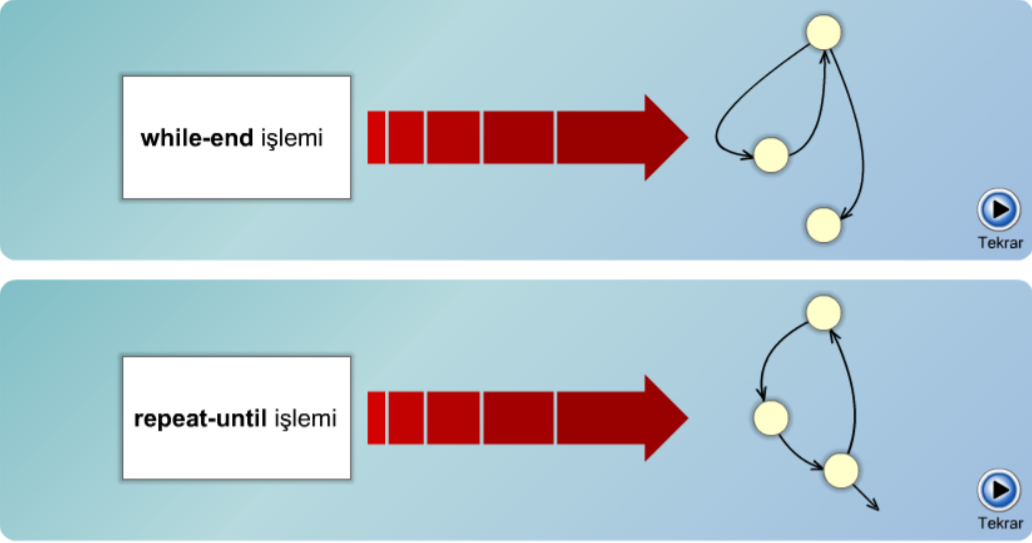 while-end işlemi
Tekrar
repeat-until işlemi
Tekrar